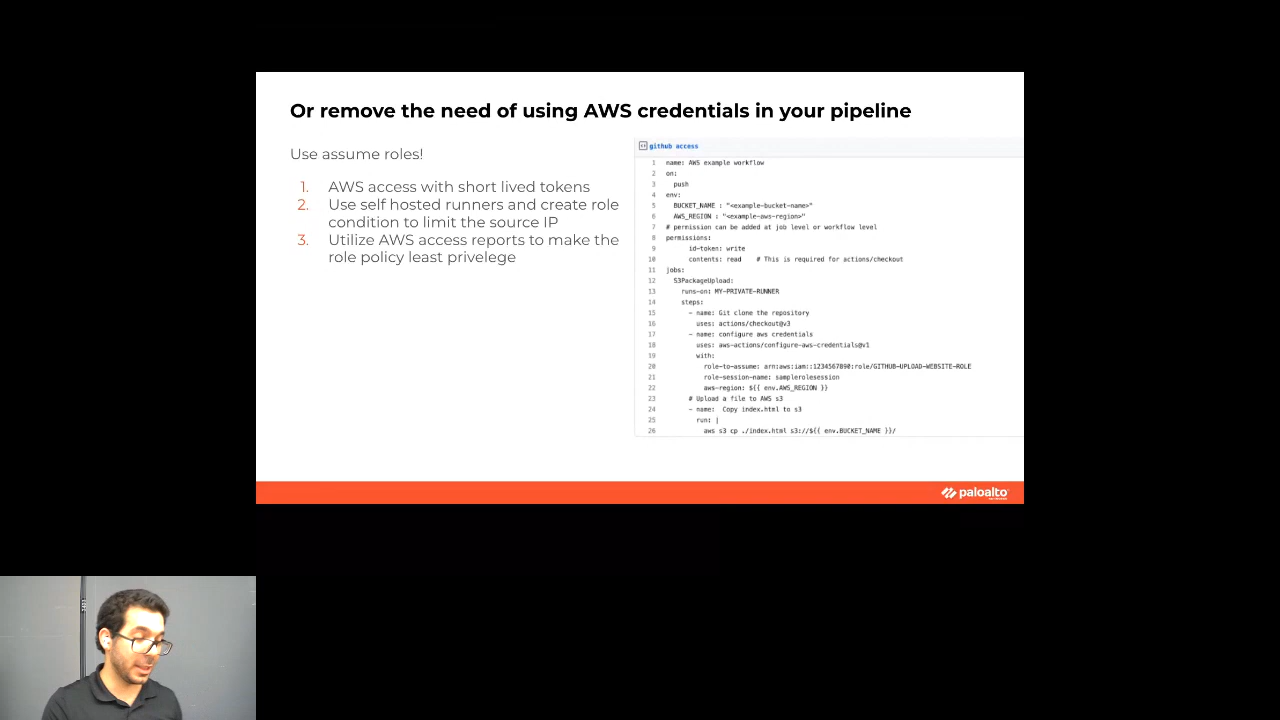 Or remove the need of using AWS credentials in your pipeline
Use assume roles!
1. AWS access with short lived tokens
2. Use self hosted runners and create role
condition to limit the source IP
3. Utilize AWS access reports to make the
role policy least privelege
github access
1 name: AWS example workflow
2 on:
3 push
4 env:
5 BUCKET_NAME : "<example-bucket-name>"
6 AWS_REGION : "<example-aws-region>"
7 # permission can be added at job level or workflow level
8 permissions:
9 id-token: write
10 contents: read # This is required for actions/checkout
11 jobs:
12 S3PackageUpload:
13 runs-on: MY-PRIVATE-RUNNER
14 steps:
15 - name: Git clone the repository
16 uses: actions/checkout@v3
17 - name: configure aws credentials
18 uses: aws-actions/configure-aws-credentials@v1
19 with:
20 role-to-assume: arn:aws:iam::1234567890:role/GITHUB-UPLOAD-WEBSITE-ROLE
21 role-session-name: samplerolesession
22 aws-region: ${{ env.AWS_REGION }}
23 # Upload a file to AWS s3
24 - name: Copy index.html to s3
25 run: |
26 aws s3 cp ./index.html s3://${{ env.BUCKET_NAME }}/
paloalto